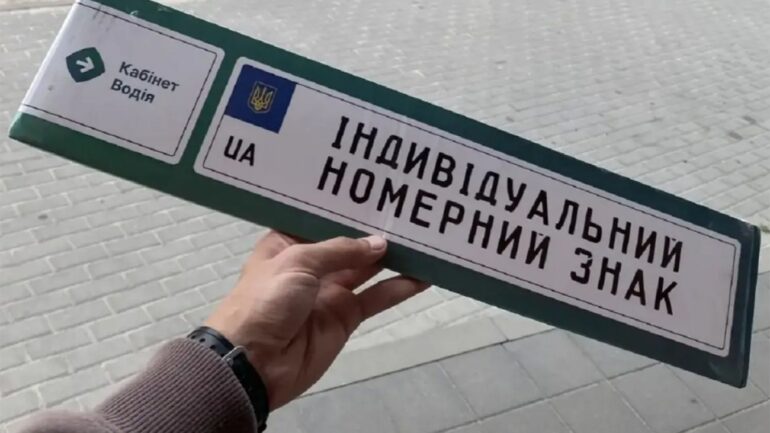 Кабінет
Водія
UA
ІНДИВІДУАЛЬНИЙ
НОМЕРНИЙ ЗНАК